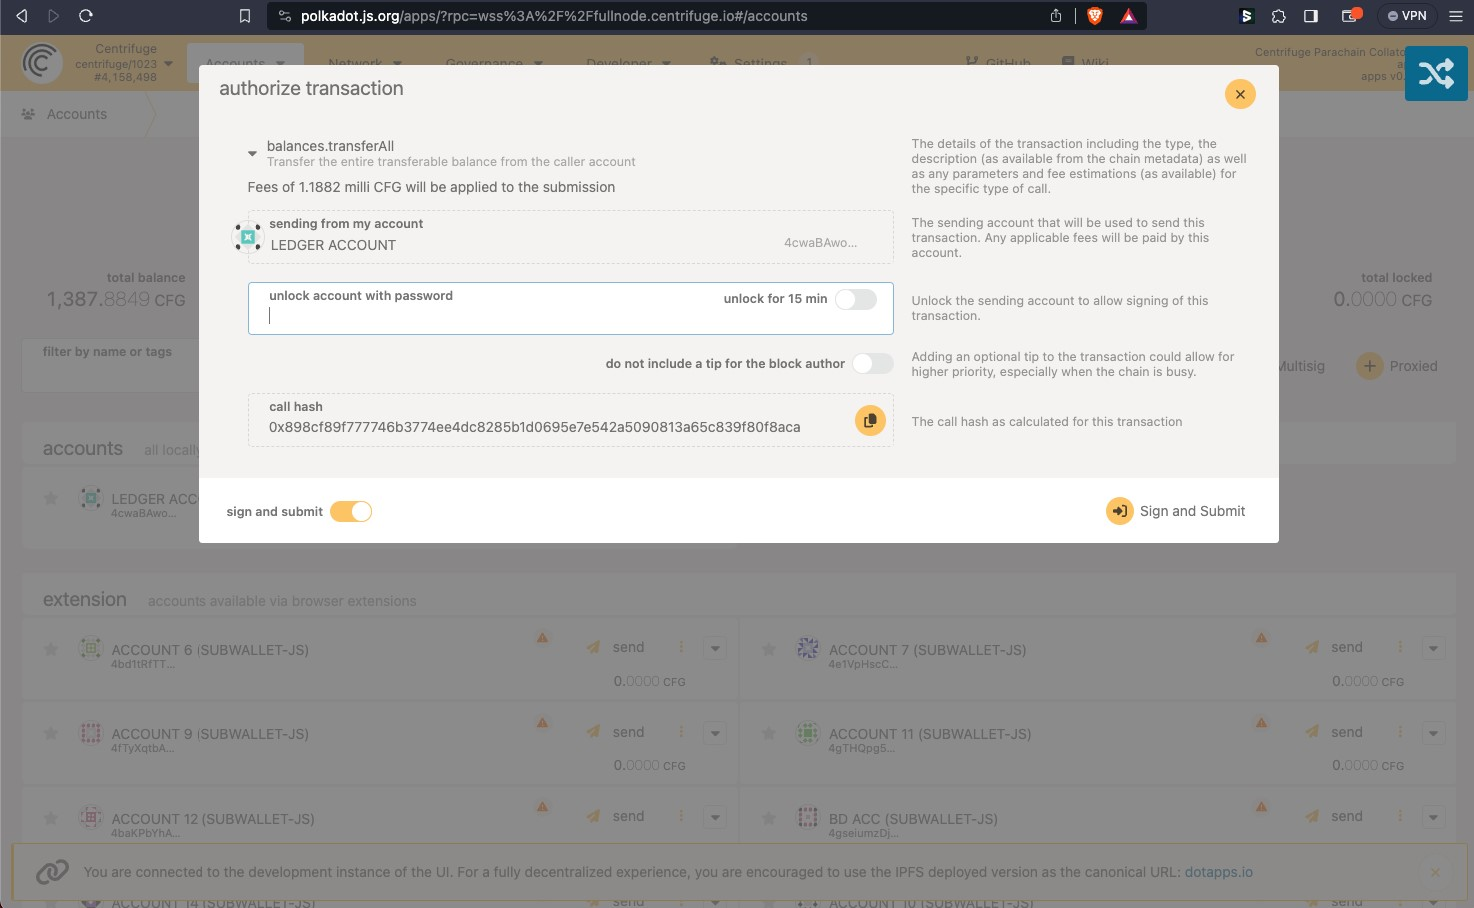 polkadot.js.org/apps/?rpc=wss%3A%2F%2Ffullnode.centrifuge.io#/accounts
VPN
Centrifuge
centrifuge/1023
#4,158,498
Accounts
Network
Governance
Developer
Settings
1
GitHub
Wiki
Centrifuge Parachain Collato
apps v0.
Accounts
authorize transaction
balances.transferAll
Transfer the entire transferable balance from the caller account
Fees of 1.1882 milli CFG will be applied to the submission
The details of the transaction including the type, the
description (as available from the chain metadata) as well
as any parameters and fee estimations (as available) for
the specific type of call.
sending from my account
LEDGER ACCOUNT
4cwaBAwo...
The sending account that will be used to send this
transaction. Any applicable fees will be paid by this
account.
total balance
1,387.8849 CFG
total locked
0.0000 CFG
unlock account with password
unlock for 15 min
Unlock the sending account to allow signing of this
transaction.
filter by name or tags
do not include a tip for the block author
Adding an optional tip to the transaction could allow for
higher priority, especially when the chain is busy.
Multisig
Proxied
call hash
0x898cf89f777746b3774ee4dc8285b1d0695e7e542a5090813a65c839f80f8aca
The call hash as calculated for this transaction
accounts
all locally
LEDGER ACC
4cwaBAwo...
sign and submit
Sign and Submit
extension
accounts available via browser extensions
ACCOUNT 6 (SUBWALLET-JS)
4bd1tRfTT...
send
0.0000 CFG
ACCOUNT 7 (SUBWALLET-JS)
4e1VpHscC...
send
0.0000 CFG
ACCOUNT 9 (SUBWALLET-JS)
4fTyXqtbA...
send
0.0000 CFG
ACCOUNT 11 (SUBWALLET-JS)
4gTHQpg5...
send
0.0000 CFG
ACCOUNT 12 (SUBWALLET-JS)
4baKPbYhA...
send
BD ACC (SUBWALLET-JS)
4gseiumzDj...
send
You are connected to the development instance of the UI. For a fully decentralized experience, you are encouraged to use the IPFS deployed version as the canonical URL: dotapps.io
ACCOUNT 14 (SUBWALLET-JS)
send
ACCOUNT 10 (SUBWALLET-JS)
send